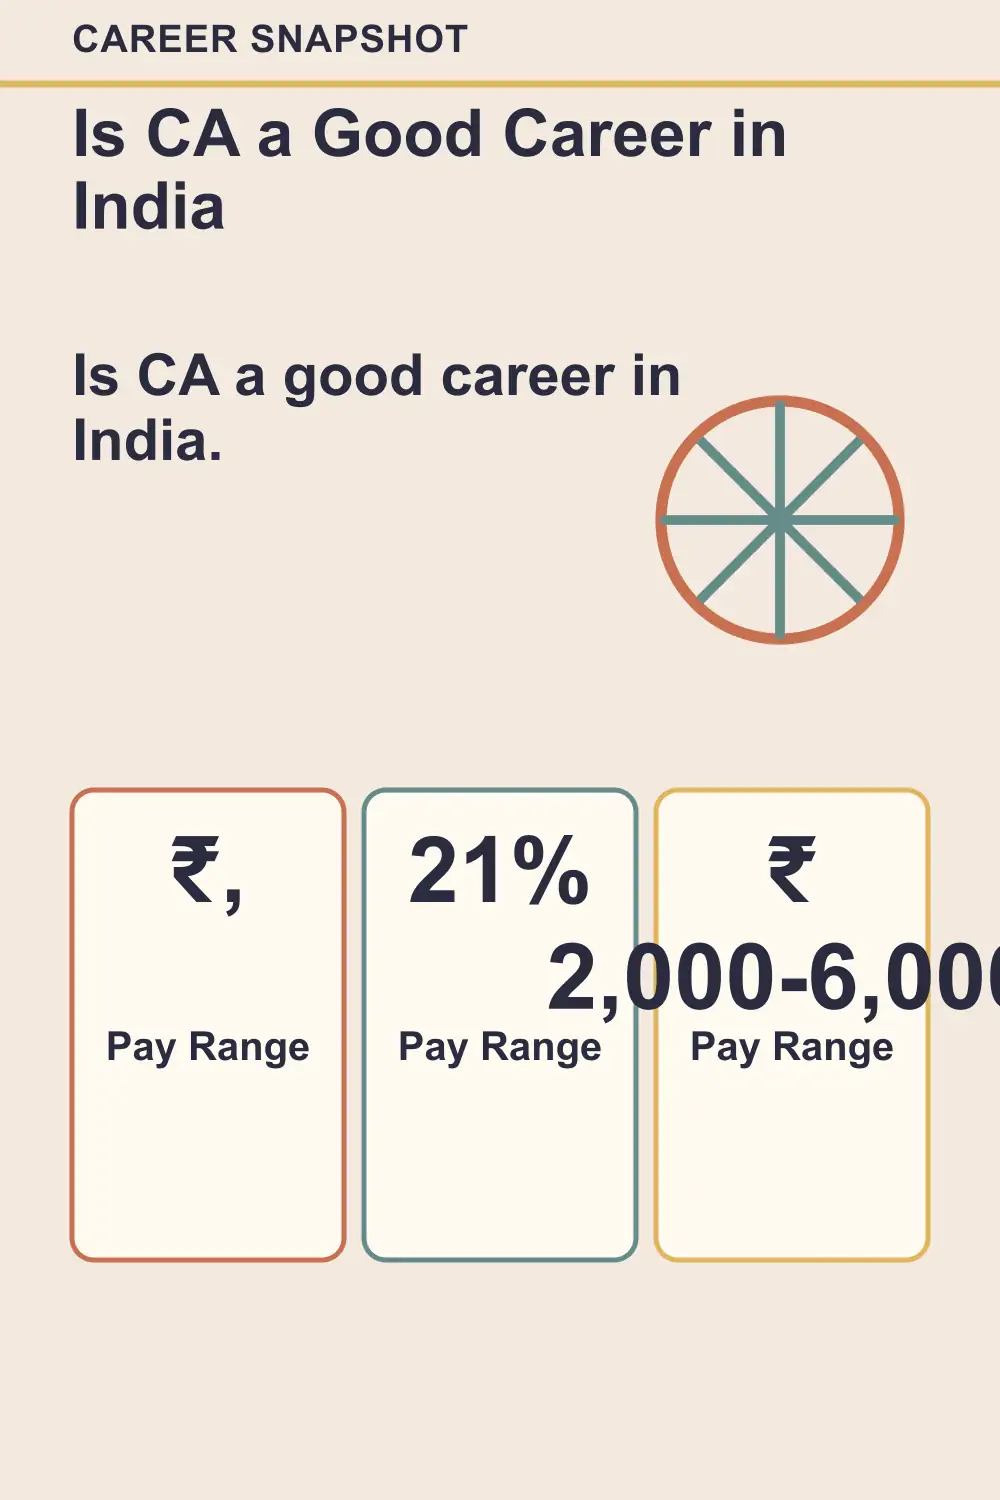 CAREER SNAPSHOT
Is CA a Good Career in
India
Is CA a good career in
India.
₹,
Pay Range
21%
Pay Range
₹
2,000-6,000
Pay Range